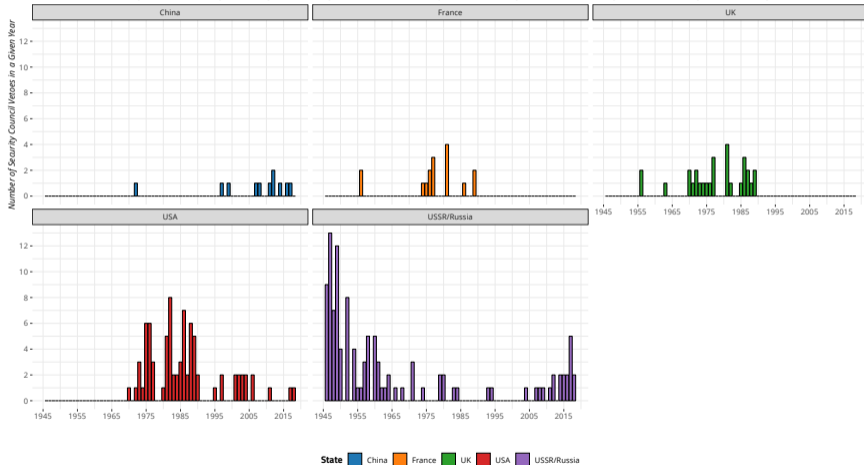 Number of Security Council Vetoes in a Given Year
China
France
UK
12
10
8
6
4
2
0
1945 1955 1965 1975 1985 1995 2005 2015
USA
USSR/Russia
12
10
8
6
4
2
0
1945 1955 1965 1975 1985 1995 2005 2015
1945 1955 1965 1975 1985 1995 2005 2015
State China France UK USA USSR/Russia